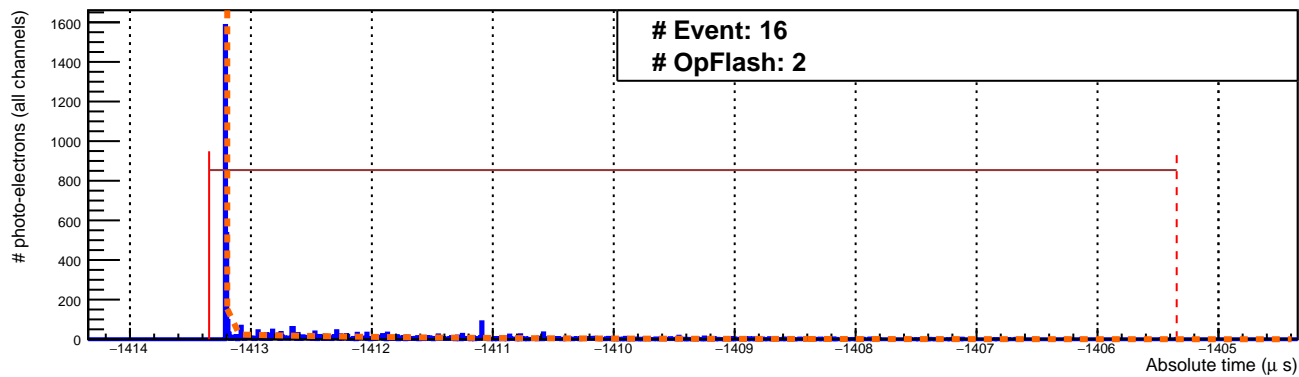 # Event: 16
# OpFlash: 2
# photo-electrons (all channels)
1600
1400
1200
1000
800
600
400
200
0
−1414 −1413 −1412 −1411 −1410 −1409 −1408 −1407 −1406 −1405
Absolute time (μ s)